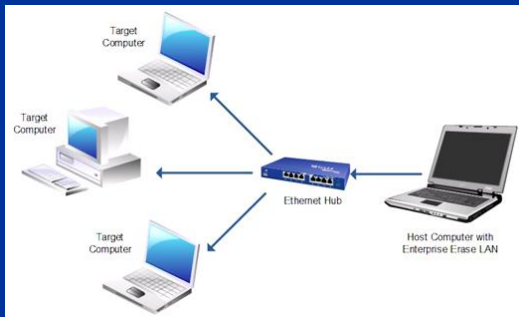 Target
Computer
Target
Computer
Target
Computer
Ethernet Hub
Host Computer with
Enterprise Erase LAN